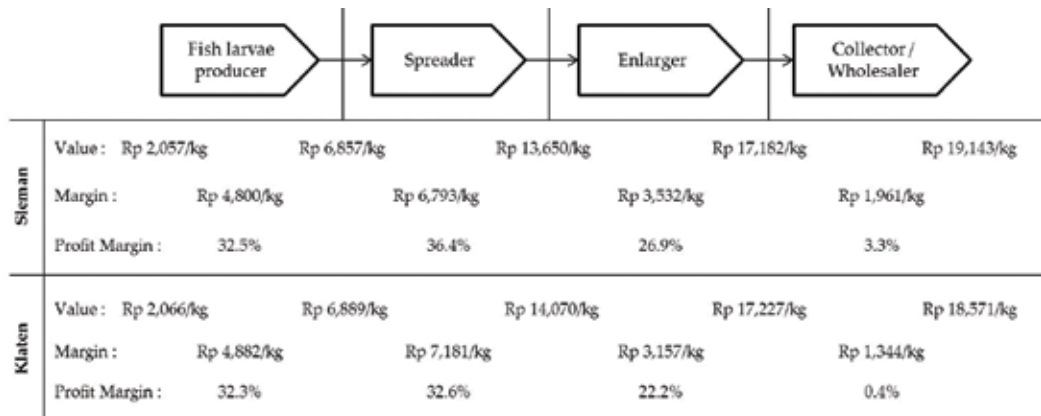 Fish larvae
producer
Spreader
Enlarger
Collector/
Wholesaler
Sleman
Value : Rp 2,057/kg Rp 6,857/kg Rp 13,650/kg Rp 17,182/kg Rp 19,143/kg
Margin : Rp 4,800/kg Rp 6,793/kg Rp 3,532/kg Rp 1,961/kg
Profit Margin : 32.5% 36.4% 26.9% 3.3%
Klaten
Value : Rp 2,066/kg Rp 6,889/kg Rp 14,070/kg Rp 17,227/kg Rp 18,571/kg
Margin : Rp 4,882/kg Rp 7,181/kg Rp 3,157/kg Rp 1,344/kg
Profit Margin : 32.3% 32.6% 22.2% 0.4%